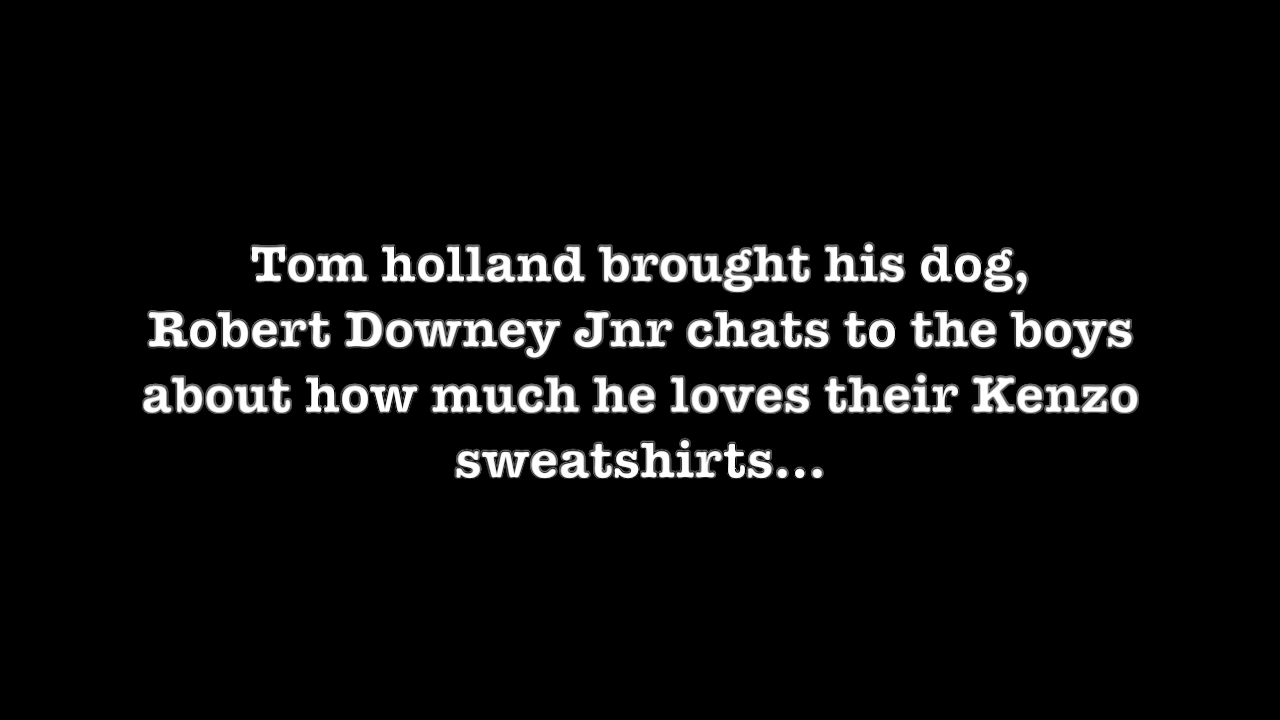 Tom holland brought his dog,
Robert Downey Jnr chats to the boys
about how much he loves their Kenzo
sweatshirts...